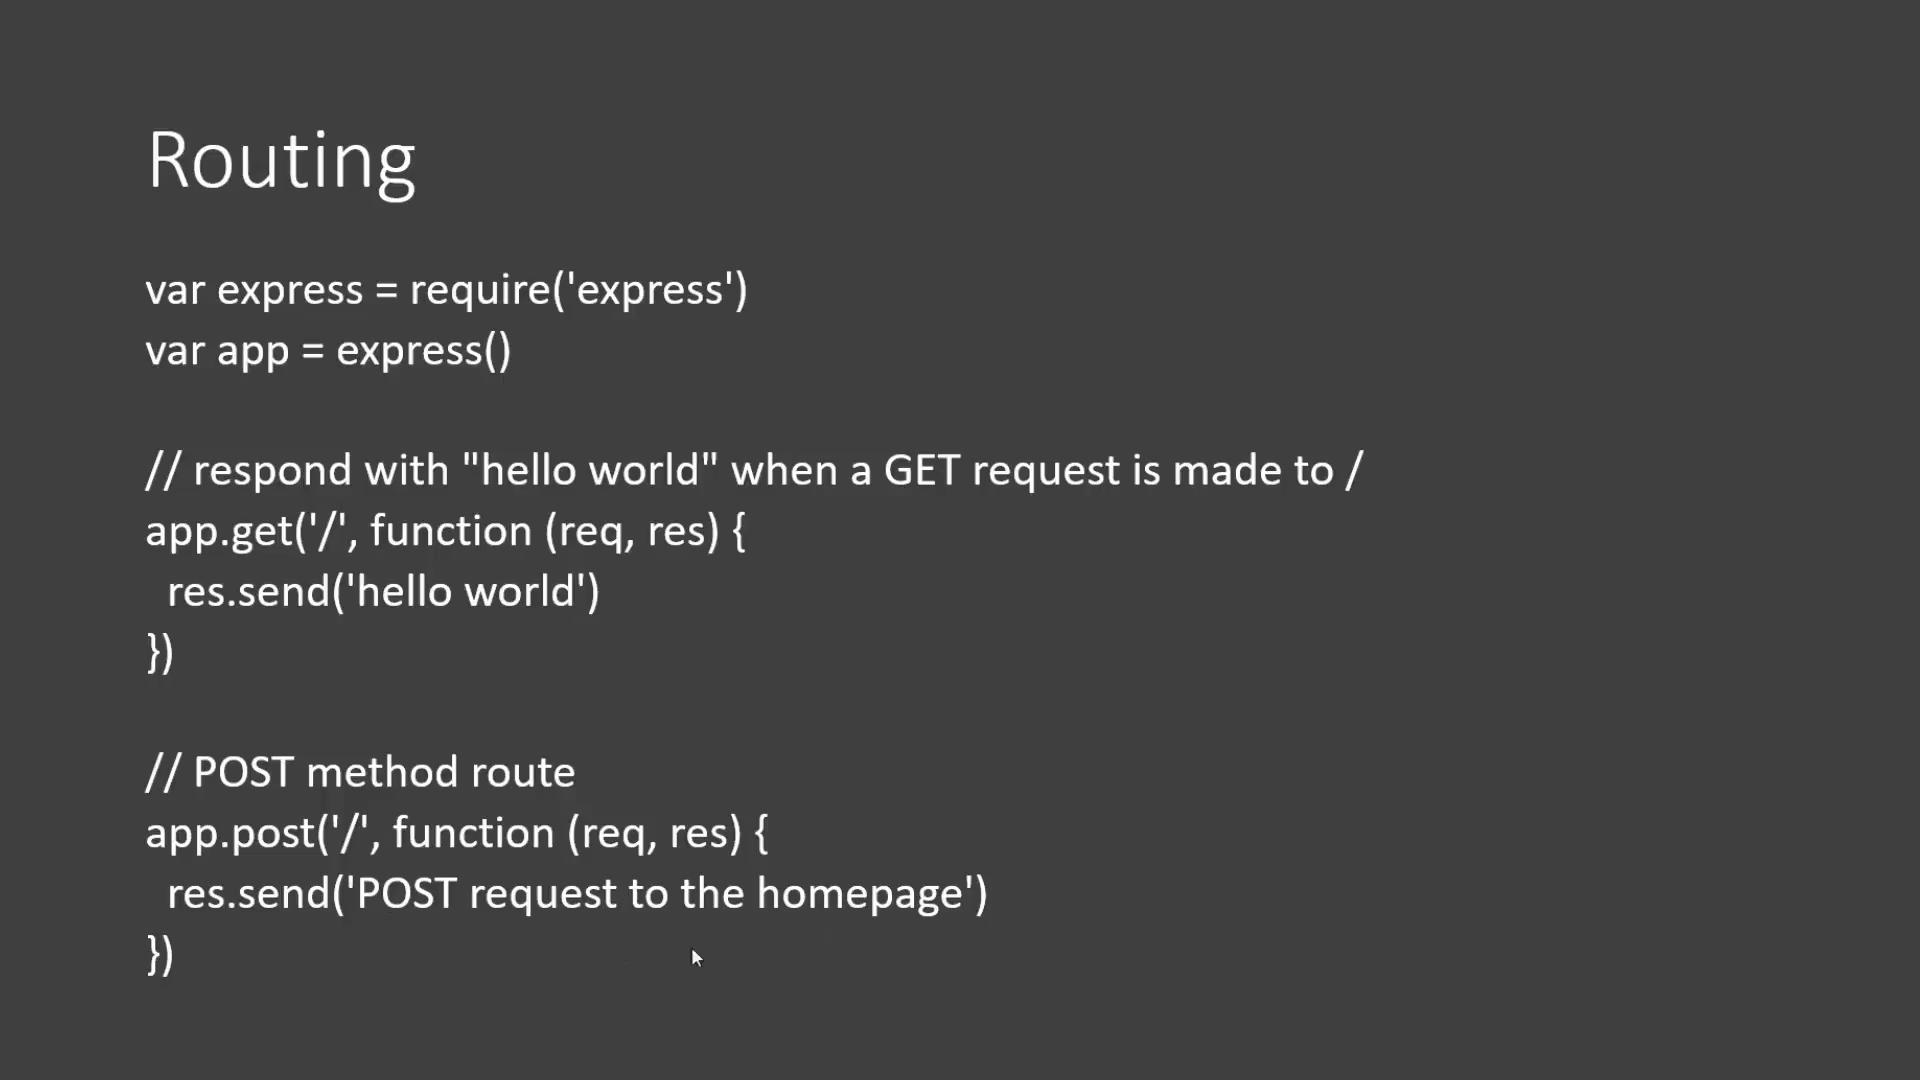 Routing
var express = require('express')
var app = express()
// respond with "hello world" when a GET request is made to /
app.get('/', function (req, res) {
  res.send('hello world')
})
// POST method route
app.post('/', function (req, res) {
  res.send('POST request to the homepage')
})